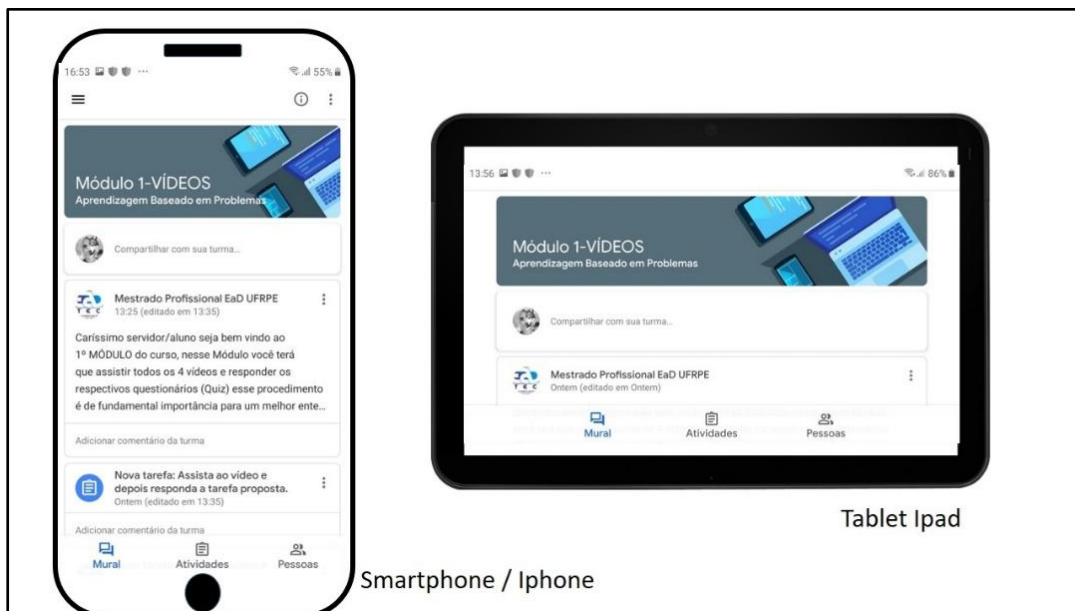 16:53 ... 55%
Módulo 1-VÍDEOS
Aprendizagem Baseado em Problemas
Compartilhar com sua turma...
TEC
Mestrado Profissional EaD UFRPE
13:25 (editado em 13:35)
Caríssimo servidor/aluno seja bem vindo ao
1º MÓDULO do curso, nesse Módulo você terá
que assistir todos os 4 vídeos e responder os
respectivos questionários (Quiz) esse procedimento
é de fundamental importância para um melhor ente...
Adicionar comentário da turma
Nova tarefa: Assista ao vídeo e
depois responda a tarefa proposta.
Ontem (editado em 13:35)
Adicionar comentário da turma
Mural Atividades Pessoas
Smartphone / Iphone
13:56 ... 86%
Módulo 1-VÍDEOS
Aprendizagem Baseado em Problemas
Compartilhar com sua turma...
TEC
Mestrado Profissional EaD UFRPE
Ontem (editado em Ontem)
Mural Atividades Pessoas
Tablet Ipad